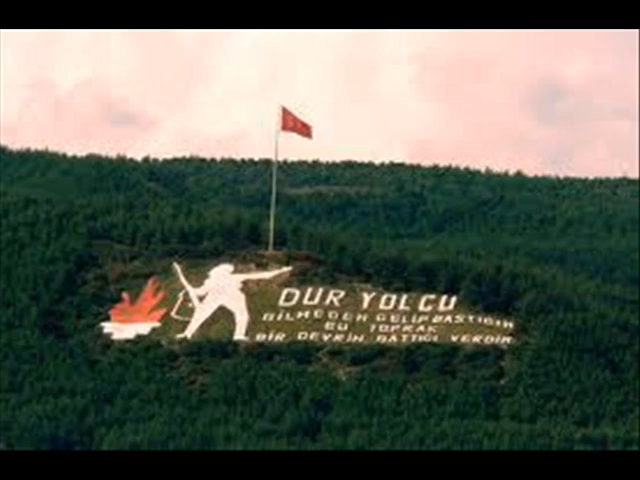 DUR YOLCU
BİLMEDEN GELİP BASTIĞIN
BU TOPRAK
BİR DEVRİN BATTIĞI YERDİR